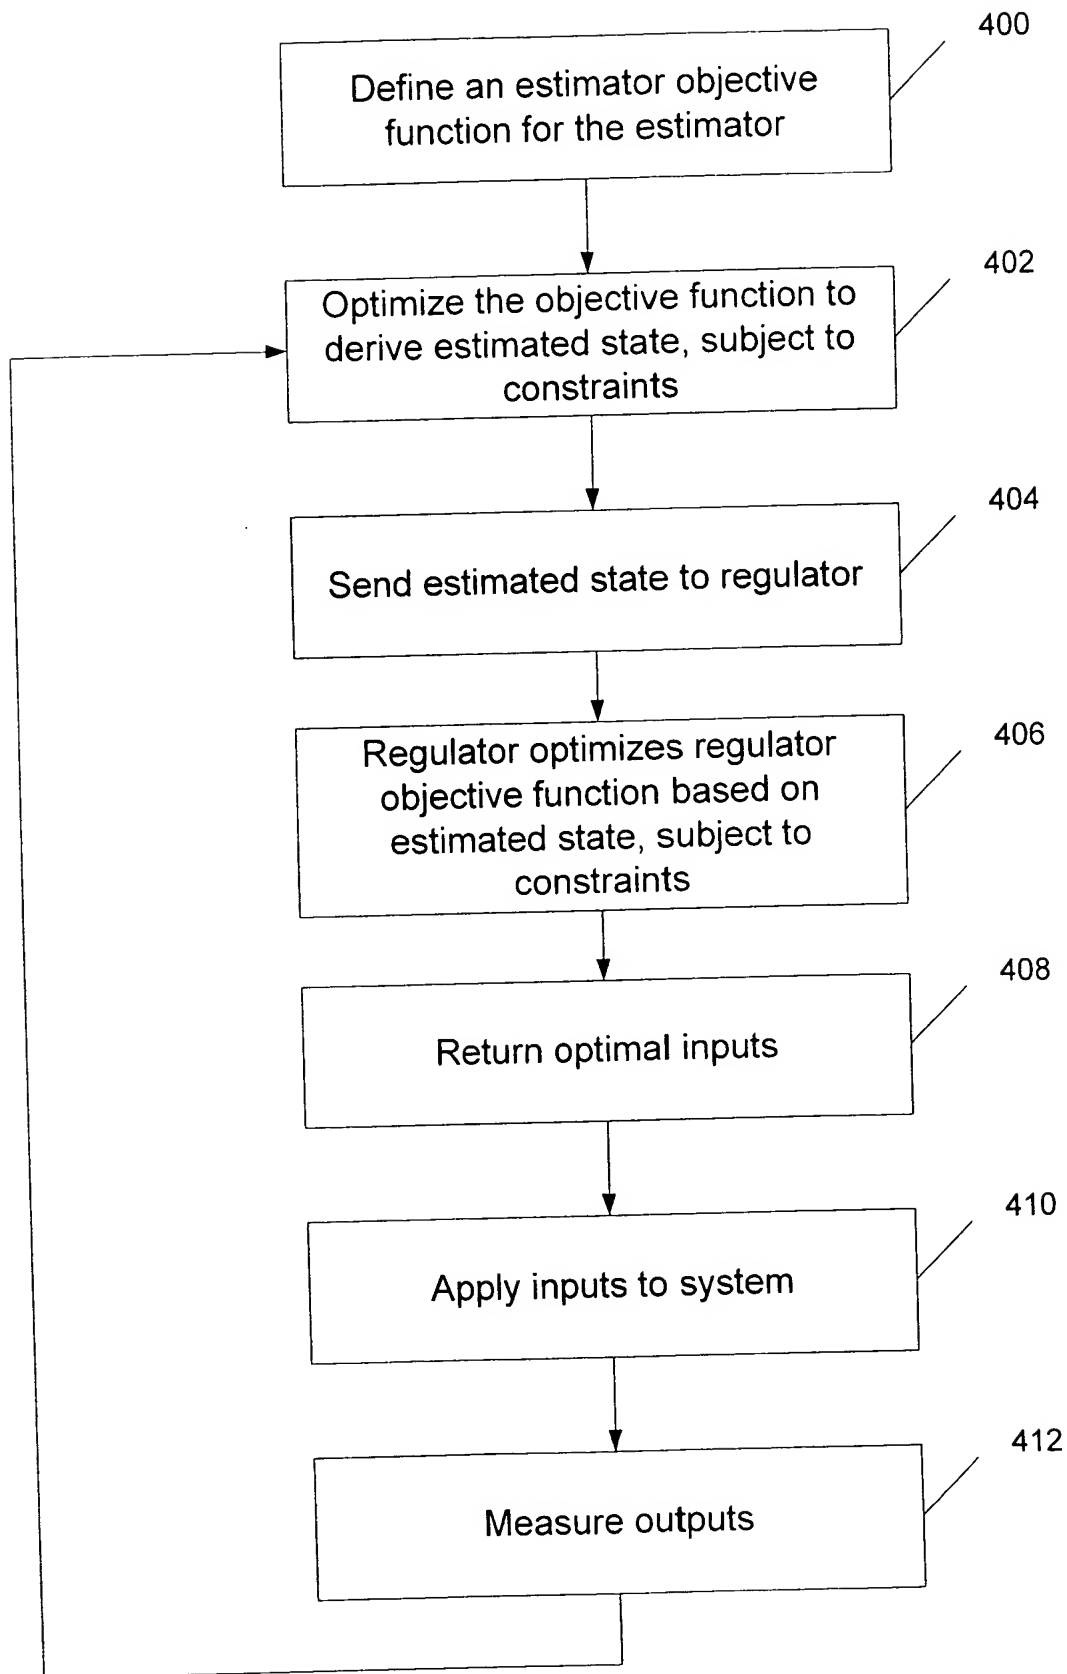 400
Define an estimator objective
function for the estimator
402
Optimize the objective function to
derive estimated state, subject to
constraints
404
Send estimated state to regulator
406
Regulator optimizes regulator
objective function based on
estimated state, subject to
constraints
408
Return optimal inputs
410
Apply inputs to system
412
Measure outputs